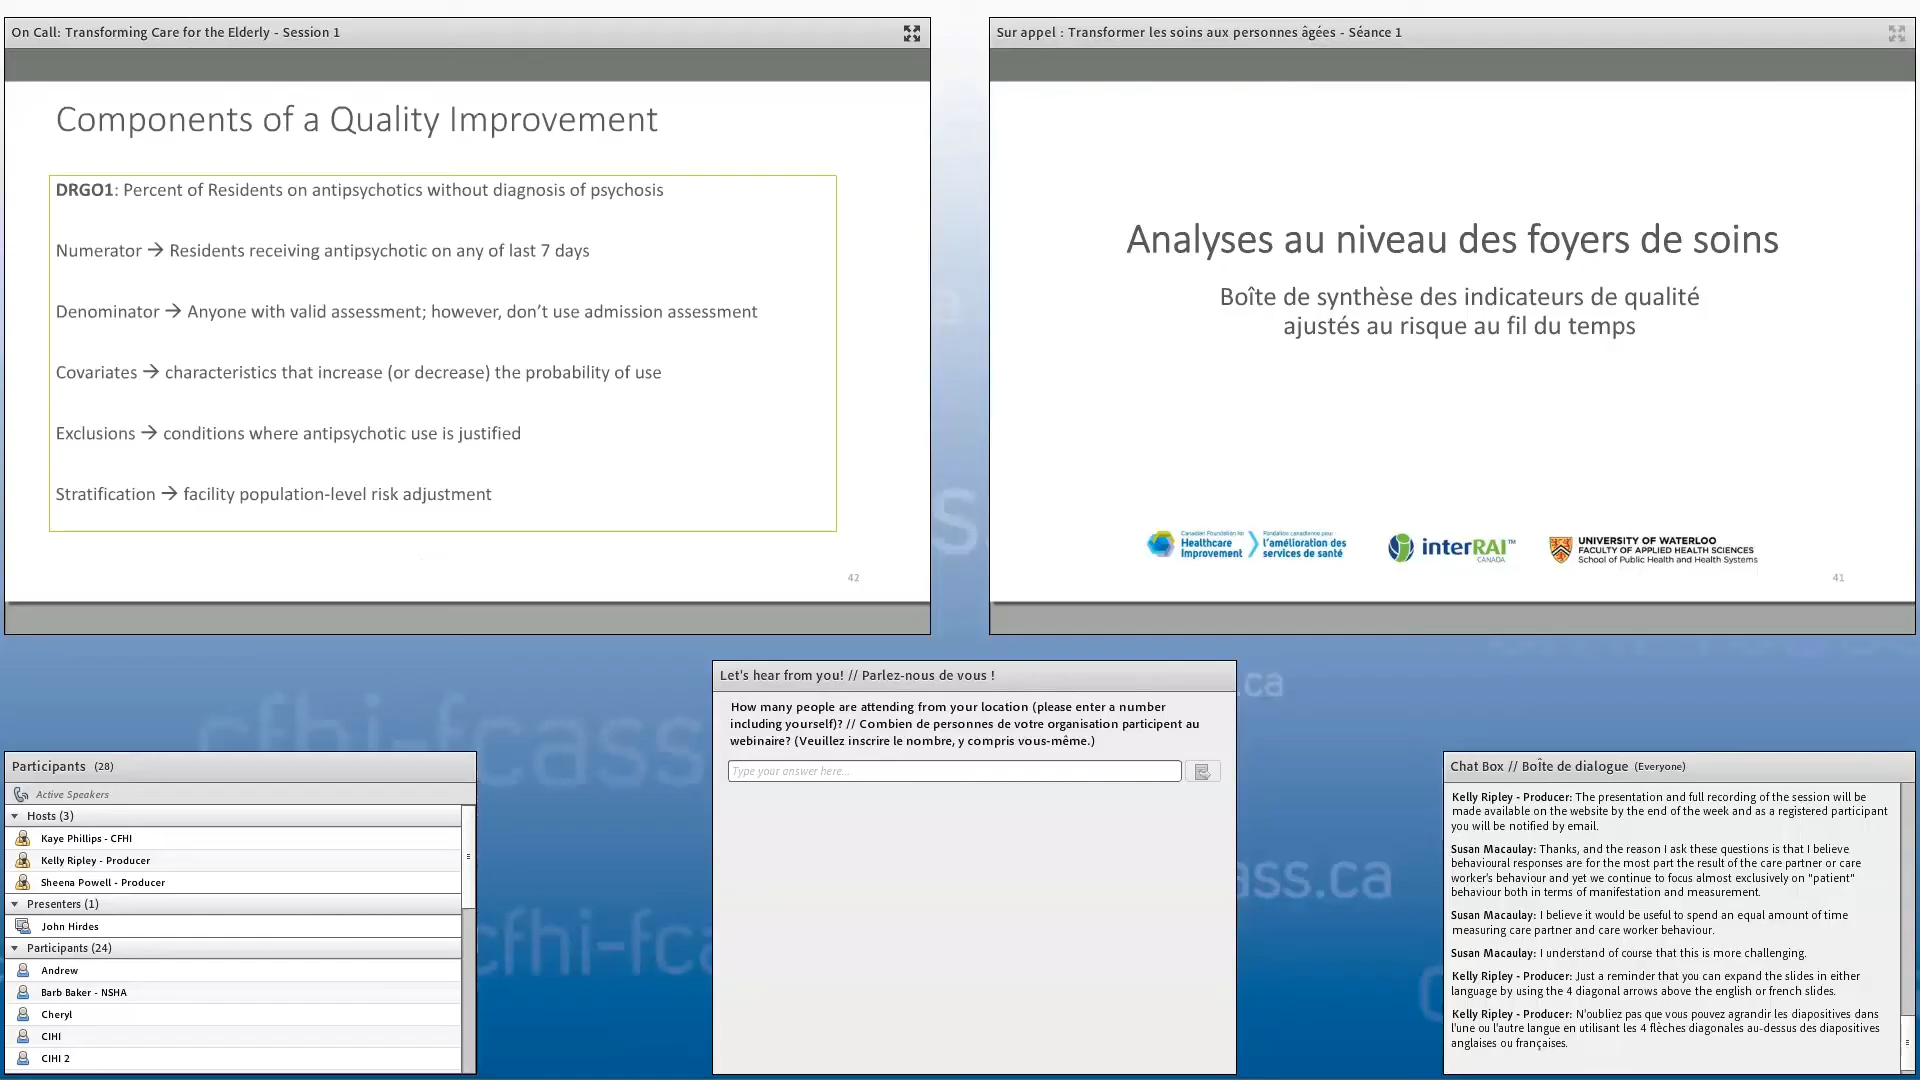 On Call: Transforming Care for the Elderly - Session 1
Components of a Quality Improvement
DRGO1: Percent of Residents on antipsychotics without diagnosis of psychosis
Numerator → Residents receiving antipsychotic on any of last 7 days
Denominator → Anyone with valid assessment; however, don't use admission assessment
Covariates → characteristics that increase (or decrease) the probability of use
Exclusions → conditions where antipsychotic use is justified
Stratification → facility population-level risk adjustment
42
Sur appel : Transformer les soins aux personnes âgées - Séance 1
Analyses au niveau des foyers de soins
Boîte de synthèse des indicateurs de qualité
ajustés au risque au fil du temps
Canadian Foundation for
Healthcare
Improvement
Fondation canadienne pour
l'amélioration des
services de santé
interRAI™
CANADA
UNIVERSITY OF WATERLOO
FACULTY OF APPLIED HEALTH SCIENCES
School of Public Health and Health Systems
41
cfhi-fcass
.ca
cfhi-fca
ass.ca
Participants (28)
Active Speakers
Hosts (3)
Kaye Phillips - CFHI
Kelly Ripley - Producer
Sheena Powell - Producer
Presenters (1)
John Hirdes
Participants (24)
Andrew
Barb Baker - NSHA
Cheryl
CIHI
CIHI 2
Let's hear from you! // Parlez-nous de vous !
How many people are attending from your location (please enter a number
including yourself)? // Combien de personnes de votre organisation participent au
webinaire? (Veuillez inscrire le nombre, y compris vous-même.)
Type your answer here...
Chat Box // Boîte de dialogue (Everyone)
Kelly Ripley - Producer: The presentation and full recording of the session will be
made available on the website by the end of the week and as a registered participant
you will be notified by email.
Susan Macaulay: Thanks, and the reason I ask these questions is that I believe
behavioural responses are for the most part the result of the care partner or care
worker's behaviour and yet we continue to focus almost exclusively on "patient"
behaviour both in terms of manifestation and measurement.
Susan Macaulay: I believe it would be useful to spend an equal amount of time
measuring care partner and care worker behaviour.
Susan Macaulay: I understand of course that this is more challenging.
Kelly Ripley - Producer: Just a reminder that you can expand the slides in either
language by using the 4 diagonal arrows above the english or french slides.
Kelly Ripley - Producer: N'oubliez pas que vous pouvez agrandir les diapositives dans
l'une ou l'autre langue en utilisant les 4 flèches diagonales au-dessus des diapositives
anglaises ou françaises.